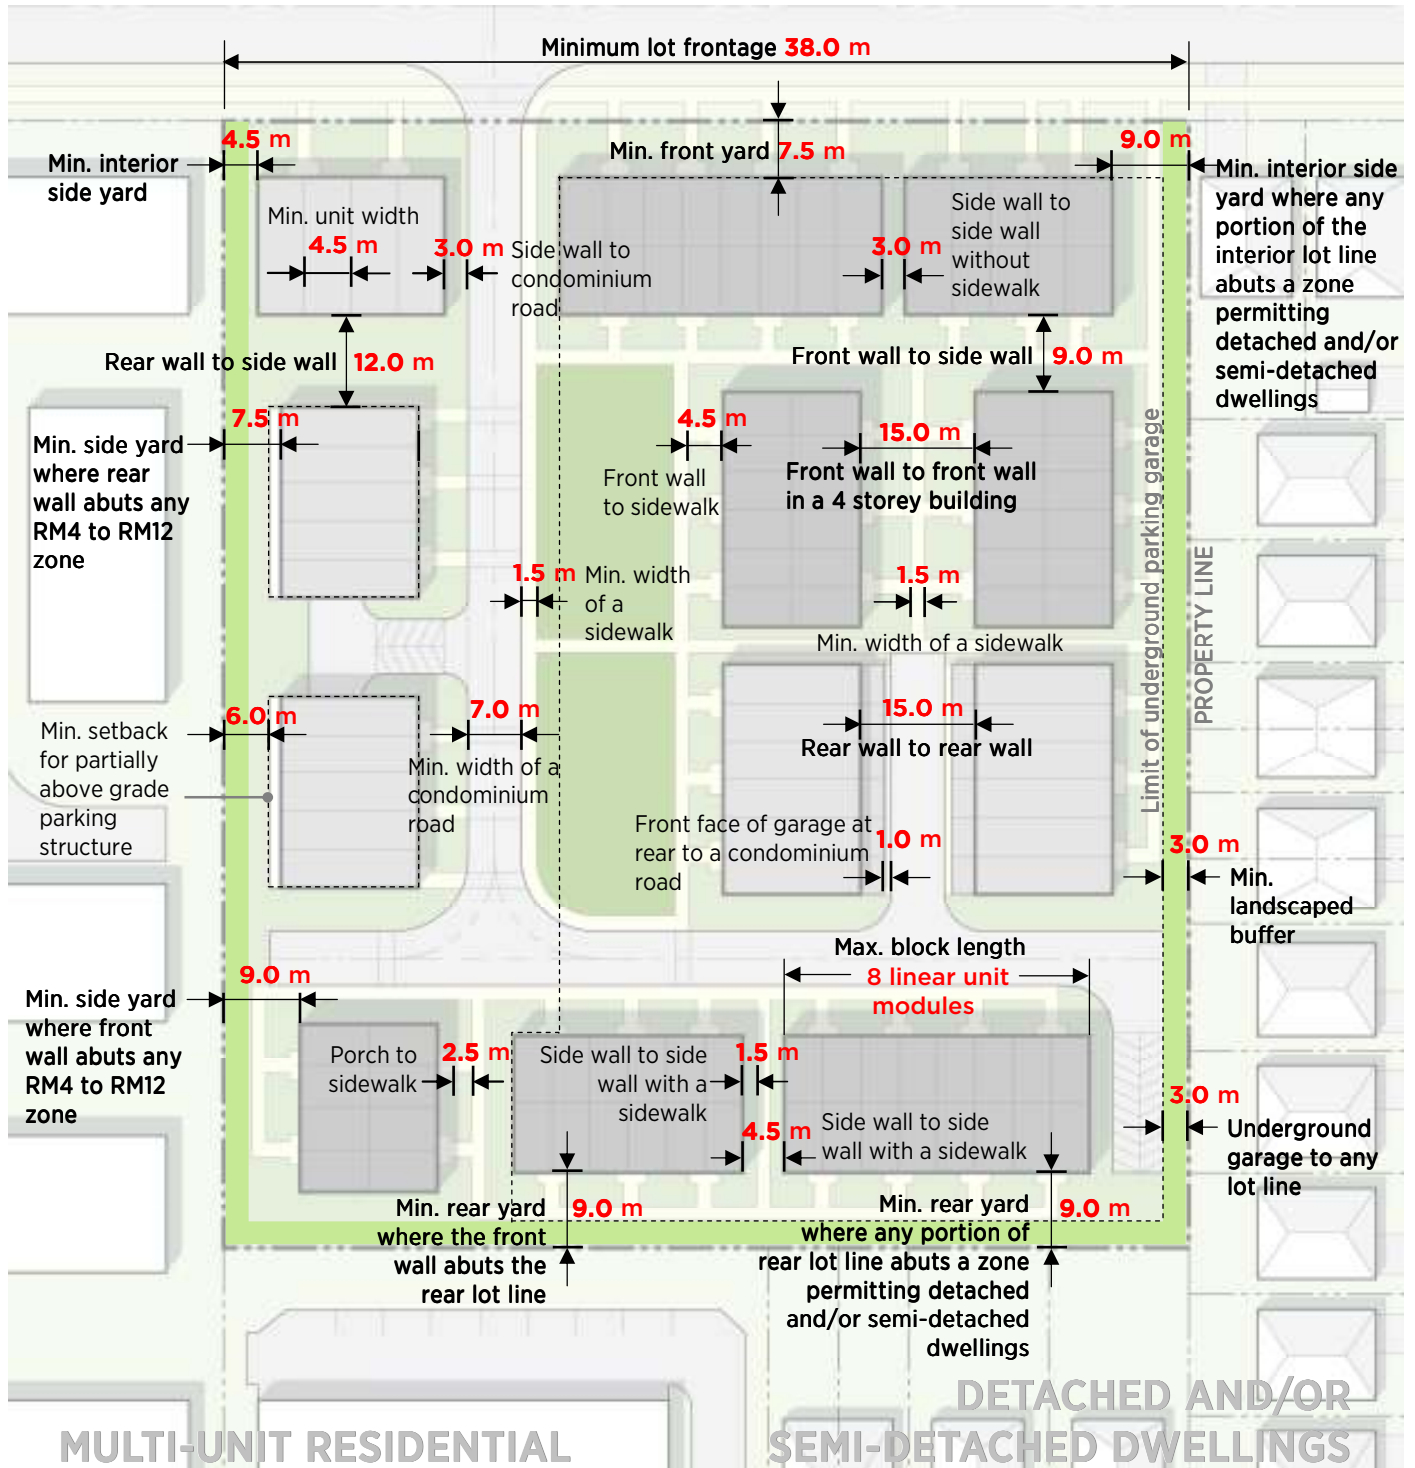 Minimum lot frontage 38.0 m
4.5 m
Min. interior
side yard
Min. front yard 7.5 m
9.0 m
Min. interior side
yard where any
portion of the
interior lot line
abuts a zone
permitting
detached and/or
semi-detached
dwellings
Min. unit width
4.5 m
3.0 m
Side wall to
condominium
road
3.0 m
Side wall to
side wall
without
sidewalk
Rear wall to side wall
12.0 m
Front wall to side wall
9.0 m
7.5 m
Min. side yard
where rear
wall abuts any
RM4 to RM12
zone
4.5 m
Front wall
to sidewalk
15.0 m
Front wall to front wall
in a 4 storey building
1.5 m
Min. width
of a
sidewalk
1.5 m
Min. width of a sidewalk
Limit of underground parking garage
PROPERTY LINE
6.0 m
Min. setback
for partially
above grade
parking
structure
7.0 m
Min. width of a
condominium
road
15.0 m
Rear wall to rear wall
Front face of garage at
rear to a condominium
road
1.0 m
3.0 m
Min.
landscaped
buffer
Max. block length
8 linear unit
modules
9.0 m
Min. side yard
where front
wall abuts any
RM4 to RM12
zone
Porch to
sidewalk
2.5 m
Side wall to side
wall with a
sidewalk
1.5 m
4.5 m
Side wall to side
wall with a sidewalk
3.0 m
Underground
garage to any
lot line
Min. rear yard
where the front
wall abuts the
rear lot line
9.0 m
Min. rear yard
where any portion of
rear lot line abuts a zone
permitting detached
and/or semi-detached
dwellings
9.0 m
MULTI-UNIT RESIDENTIAL
DETACHED AND/OR
SEMI-DETACHED DWELLINGS